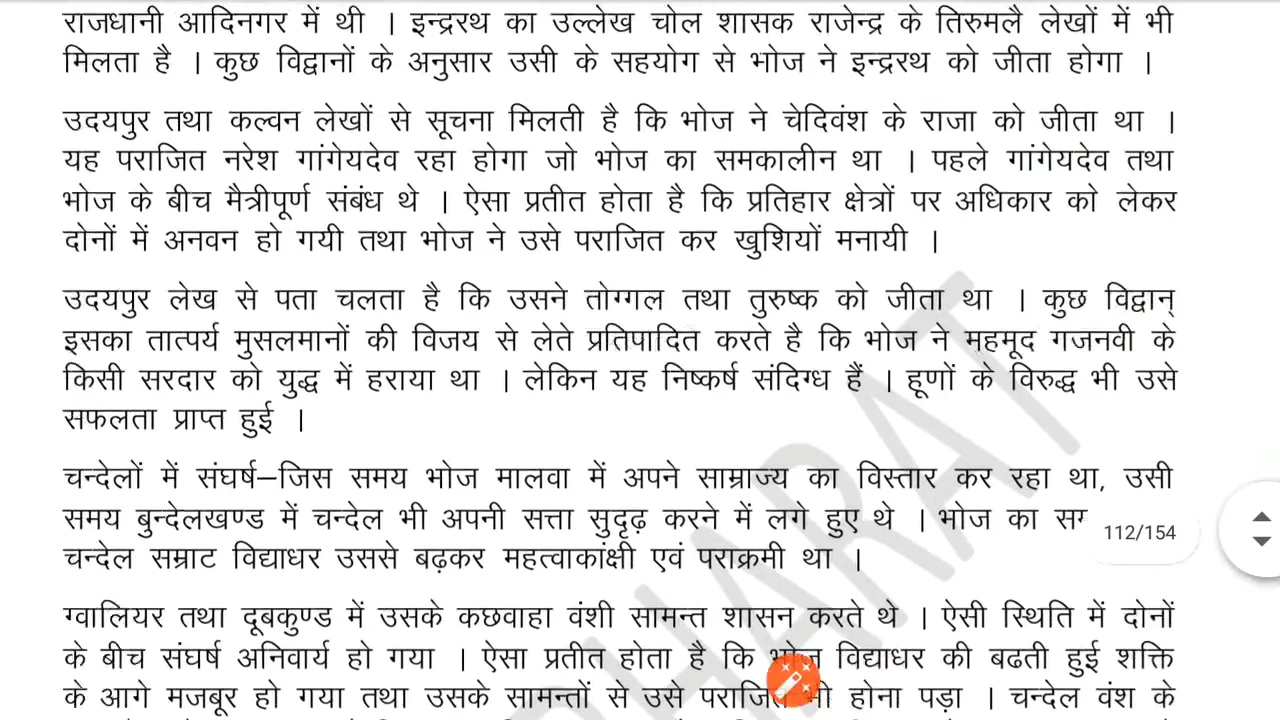 राजधानी आदिनगर में थी । इन्द्ररथ का उल्लेख चोल शासक राजेन्द्र के तिरुमलै लेखों में भी
मिलता है । कुछ विद्वानों के अनुसार उसी के सहयोग से भोज ने इन्द्ररथ को जीता होगा ।
उदयपुर तथा कल्वन लेखों से सूचना मिलती है कि भोज ने चेदिवंश के राजा को जीता था ।
यह पराजित नरेश गांगेयदेव रहा होगा जो भोज का समकालीन था । पहले गांगेयदेव तथा
भोज के बीच मैत्रीपूर्ण संबंध थे । ऐसा प्रतीत होता है कि प्रतिहार क्षेत्रों पर अधिकार को लेकर
दोनों में अनवन हो गयी तथा भोज ने उसे पराजित कर खुशियों मनायी ।
उदयपुर लेख से पता चलता है कि उसने तोग्गल तथा तुरुष्क को जीता था । कुछ विद्वान्
इसका तात्पर्य मुसलमानों की विजय से लेते प्रतिपादित करते है कि भोज ने महमूद गजनवी के
किसी सरदार को युद्ध में हराया था । लेकिन यह निष्कर्ष संदिग्ध हैं । हूणों के विरुद्ध भी उसे
सफलता प्राप्त हुई ।
चन्देलों में संघर्ष–जिस समय भोज मालवा में अपने साम्राज्य का विस्तार कर रहा था, उसी
समय बुन्देलखण्ड में चन्देल भी अपनी सत्ता सुदृढ़ करने में लगे हुए थे । भोज का
112/154
चन्देल सम्राट विद्याधर उससे बढ़कर महत्वाकांक्षी एवं पराक्रमी था ।
ग्वालियर तथा दूबकुण्ड में उसके कछवाहा वंशी सामन्त शासन करते थे । ऐसी स्थिति में दोनों
के बीच संघर्ष अनिवार्य हो गया । ऐसा प्रतीत होता है कि भोज विद्याधर की बढती हुई शक्ति
के आगे मजबूर हो गया तथा उसके सामन्तों से उसे पराजित भी होना पड़ा । चन्देल वंश के